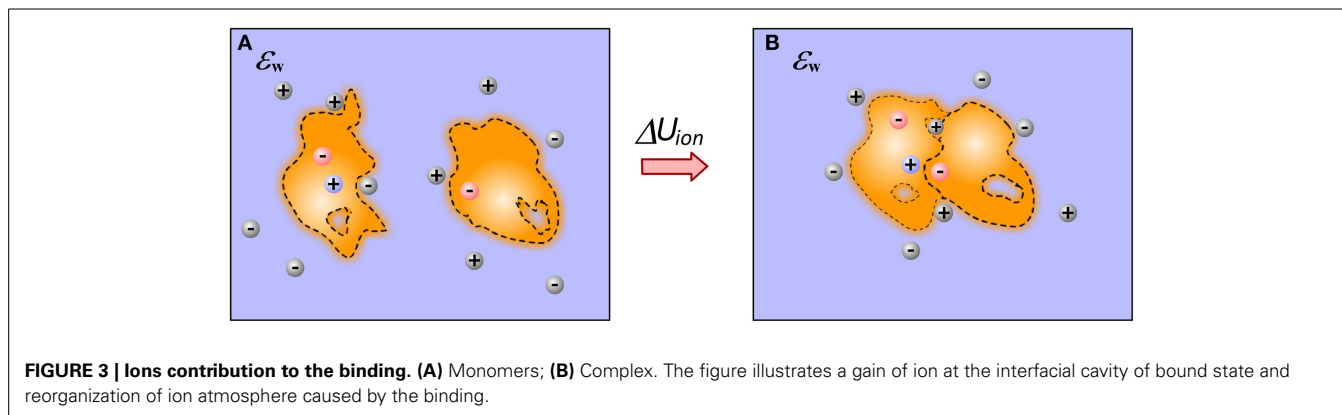 A
εw
ΔUion
B
εw
FIGURE 3 | Ions contribution to the binding. (A) Monomers; (B) Complex. The figure illustrates a gain of ion at the interfacial cavity of bound state and
reorganization of ion atmosphere caused by the binding.